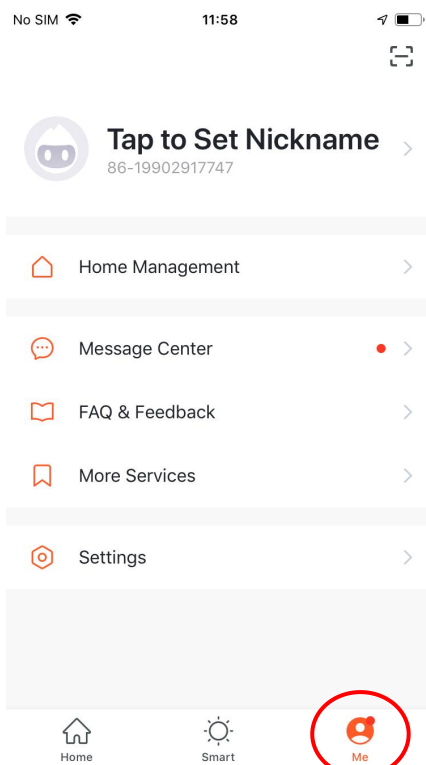 No SIM 11:58
Tap to Set Nickname
86-19902917747
Home Management
Message Center
FAQ & Feedback
More Services
Settings
Home Smart Me